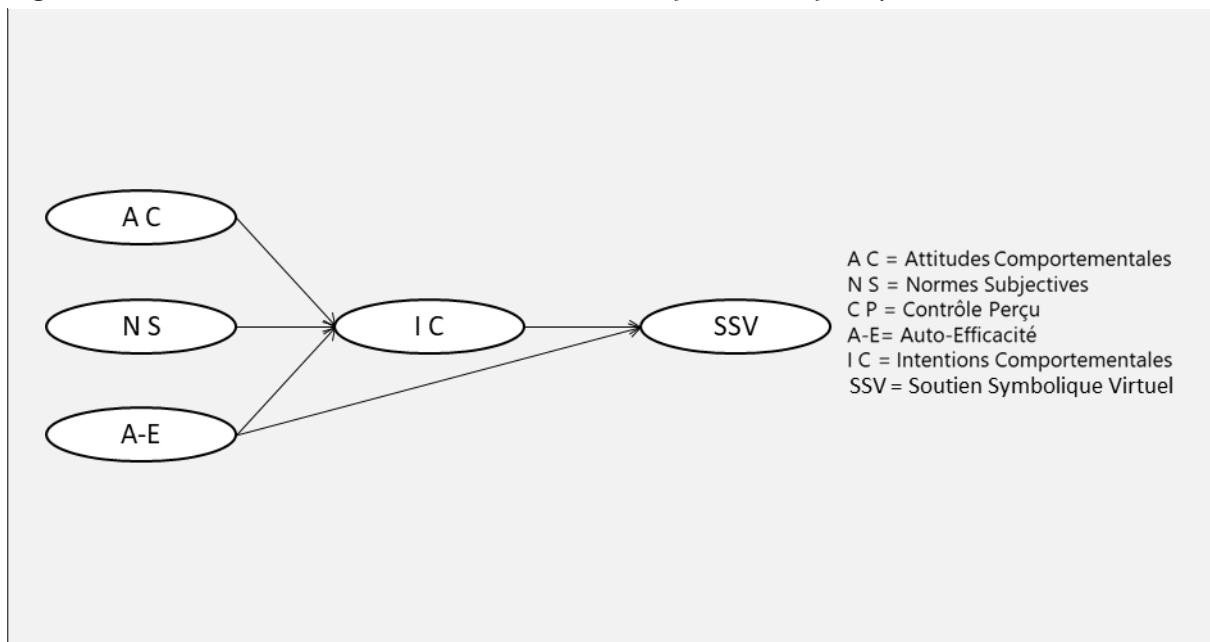 A C
N S
I C
SSV
A-E
A C = Attitudes Comportementales
N S = Normes Subjectives
C P = Contrôle Perçu
A-E= Auto-Efficacité
I C = Intentions Comportementales
SSV = Soutien Symbolique Virtuel